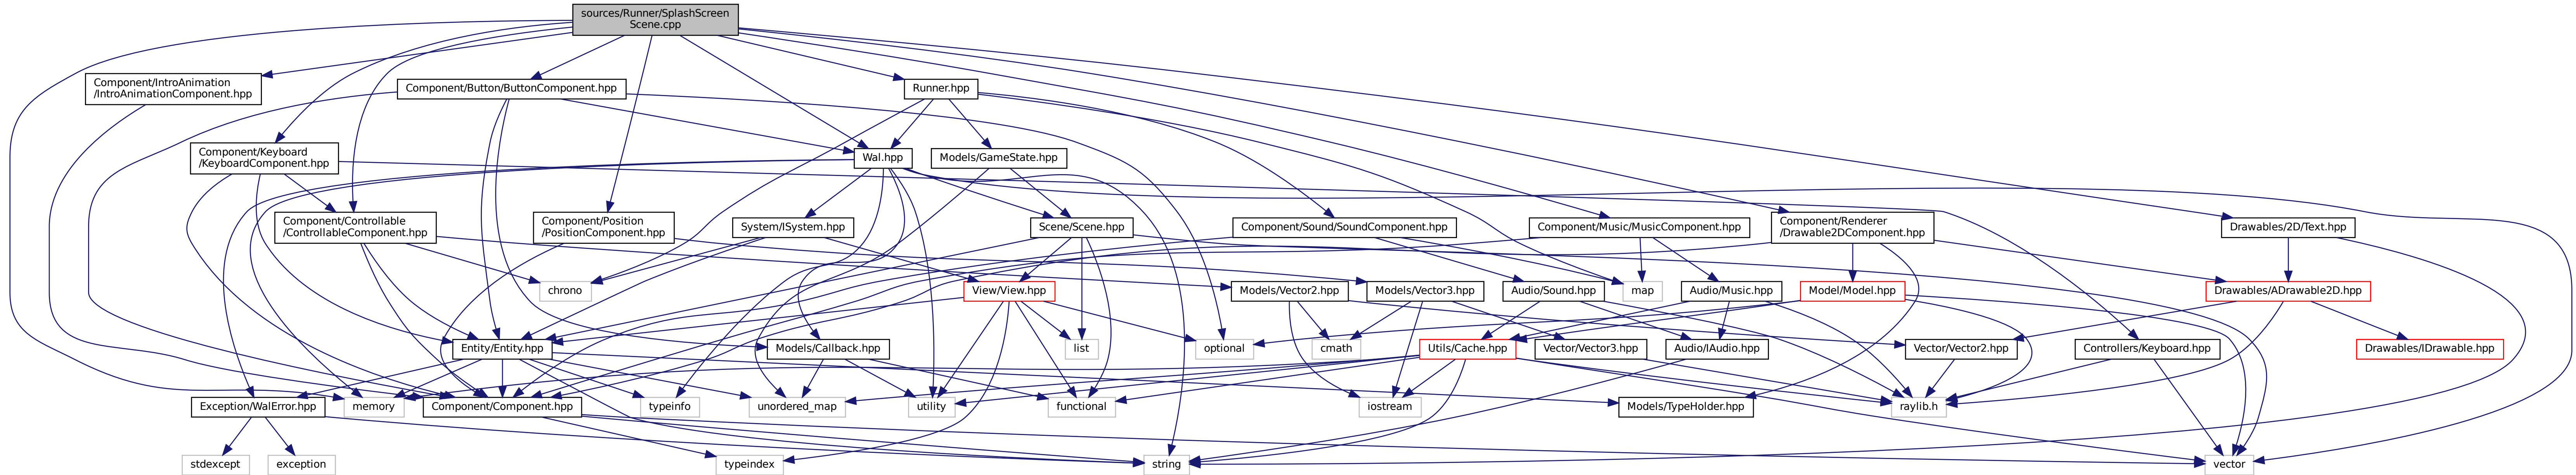 sources/Runner/SplashScreen
Scene.cpp
Component/IntroAnimation
/IntroAnimationComponent.hpp
Component/Button/ButtonComponent.hpp
Runner.hpp
Component/Keyboard
/KeyboardComponent.hpp
Wal.hpp
Models/GameState.hpp
Component/Controllable
/ControllableComponent.hpp
Component/Position
/PositionComponent.hpp
System/ISystem.hpp
Scene/Scene.hpp
Component/Sound/SoundComponent.hpp
Component/Music/MusicComponent.hpp
Component/Renderer
/Drawable2DComponent.hpp
Drawables/2D/Text.hpp
chrono
View/View.hpp
Models/Vector2.hpp
Models/Vector3.hpp
Audio/Sound.hpp
map
Audio/Music.hpp
Model/Model.hpp
Drawables/ADrawable2D.hpp
Entity/Entity.hpp
Models/Callback.hpp
list
optional
cmath
Utils/Cache.hpp
Vector/Vector3.hpp
Audio/IAudio.hpp
Vector/Vector2.hpp
Controllers/Keyboard.hpp
Drawables/IDrawable.hpp
Exception/WalError.hpp
memory
Component/Component.hpp
typeinfo
unordered_map
utility
functional
iostream
Models/TypeHolder.hpp
raylib.h
stdexcept
exception
typeindex
string
vector